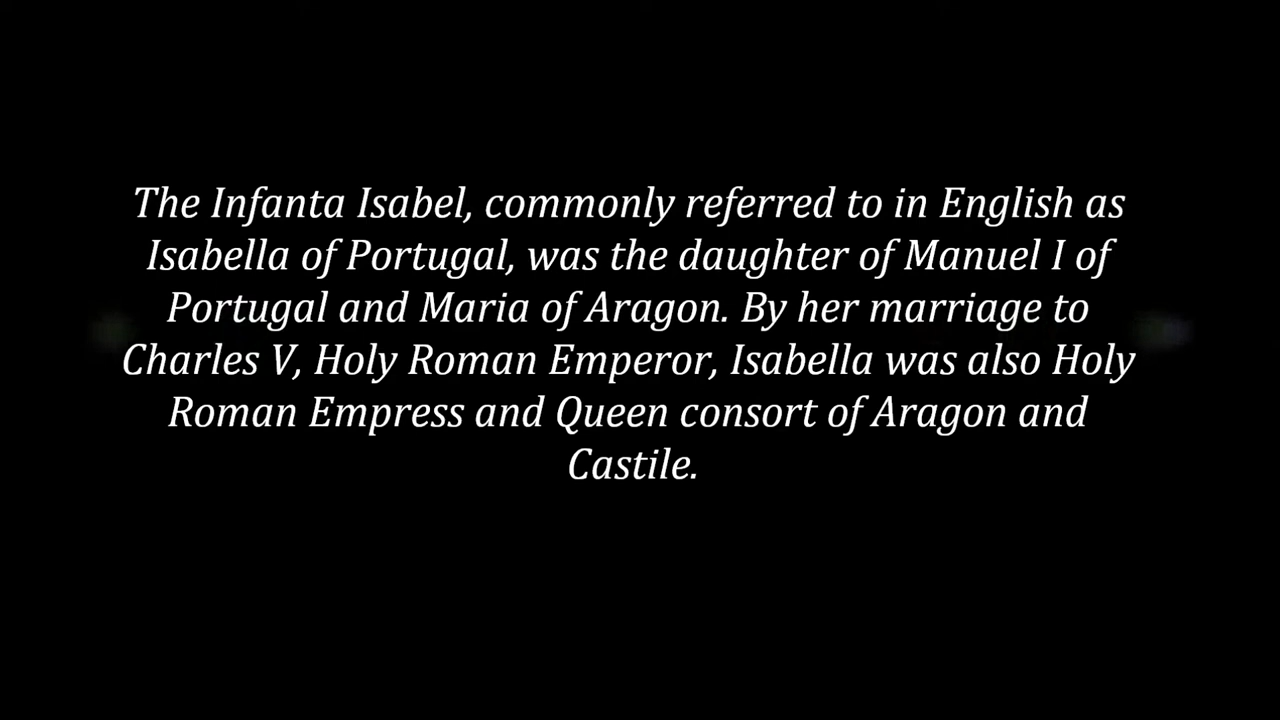 The Infanta Isabel, commonly referred to in English as
Isabella of Portugal, was the daughter of Manuel I of
Portugal and Maria of Aragon. By her marriage to
Charles V, Holy Roman Emperor, Isabella was also Holy
Roman Empress and Queen consort of Aragon and
Castile.